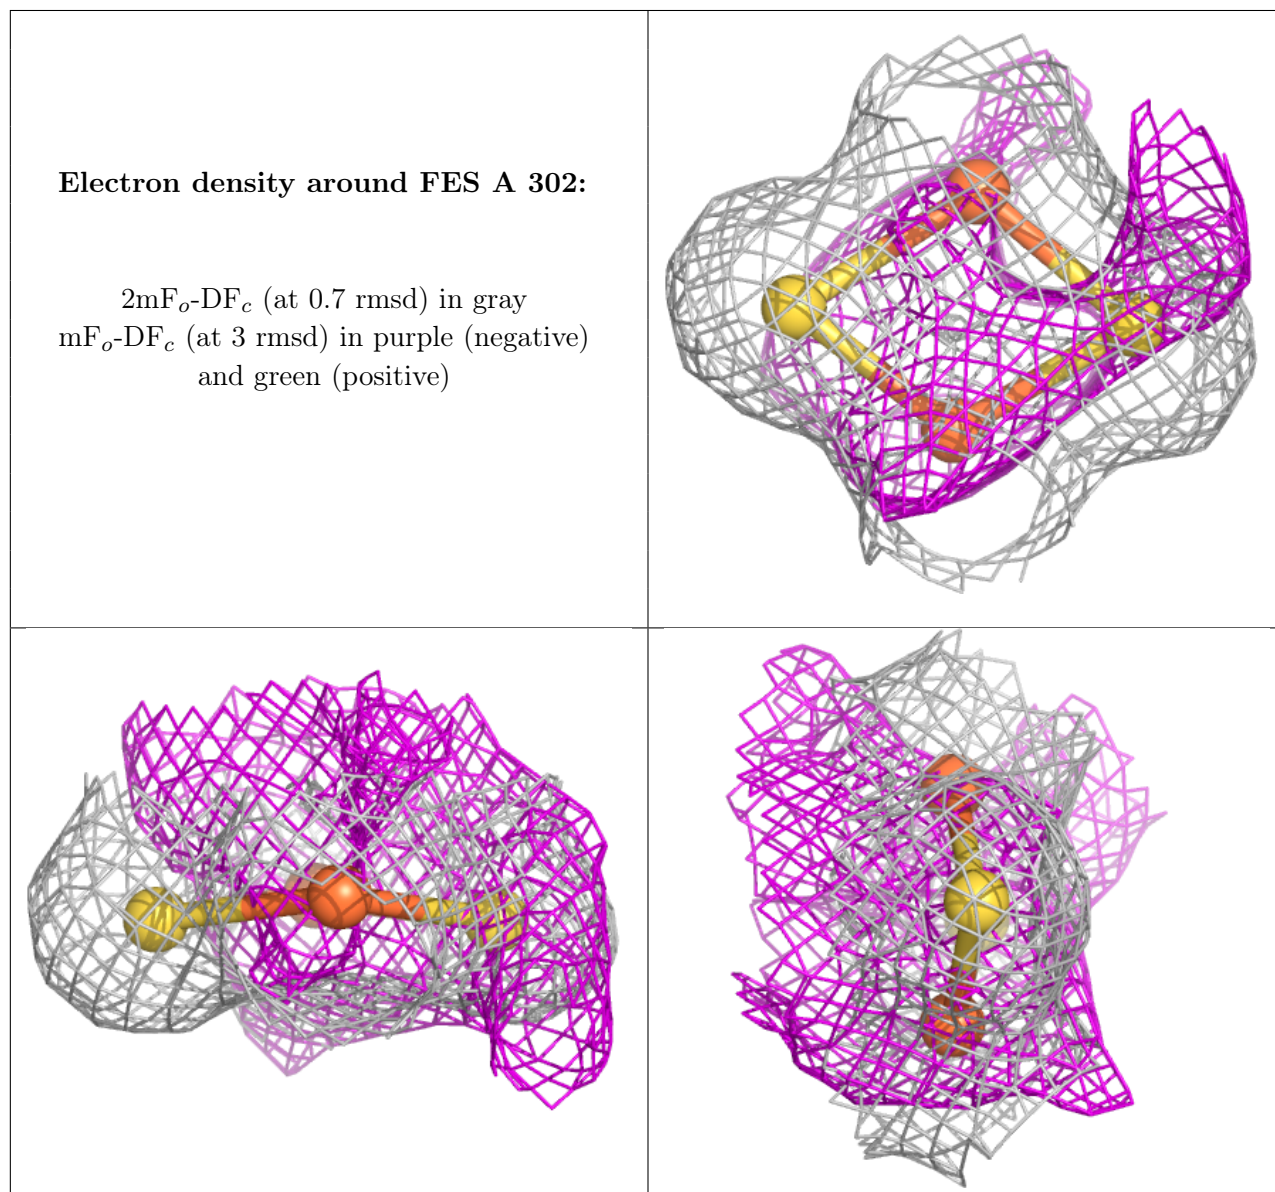 Electron density around FES A 302:
2mFo-DFc (at 0.7 rmsd) in gray
mFo-DFc (at 3 rmsd) in purple (negative)
and green (positive)